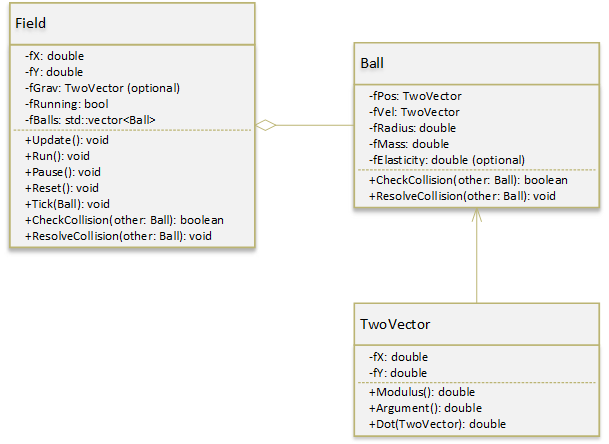 Field
-fX: double
-fY: double
-fGrav: TwoVector (optional)
-fRunning: bool
-fBalls: std::vector<Ball>
+Update(): void
+Run(): void
+Pause(): void
+Reset(): void
+Tick(Ball): void
+CheckCollision(other: Ball): boolean
+ResolveCollision(other: Ball): void
Ball
-fPos: TwoVector
-fVel: TwoVector
-fRadius: double
-fMass: double
-fElasticity: double (optional)
+CheckCollision(other: Ball): boolean
+ResolveCollision(other: Ball): void
TwoVector
-fX: double
-fY: double
+Modulus(): double
+Argument(): double
+Dot(TwoVector): double